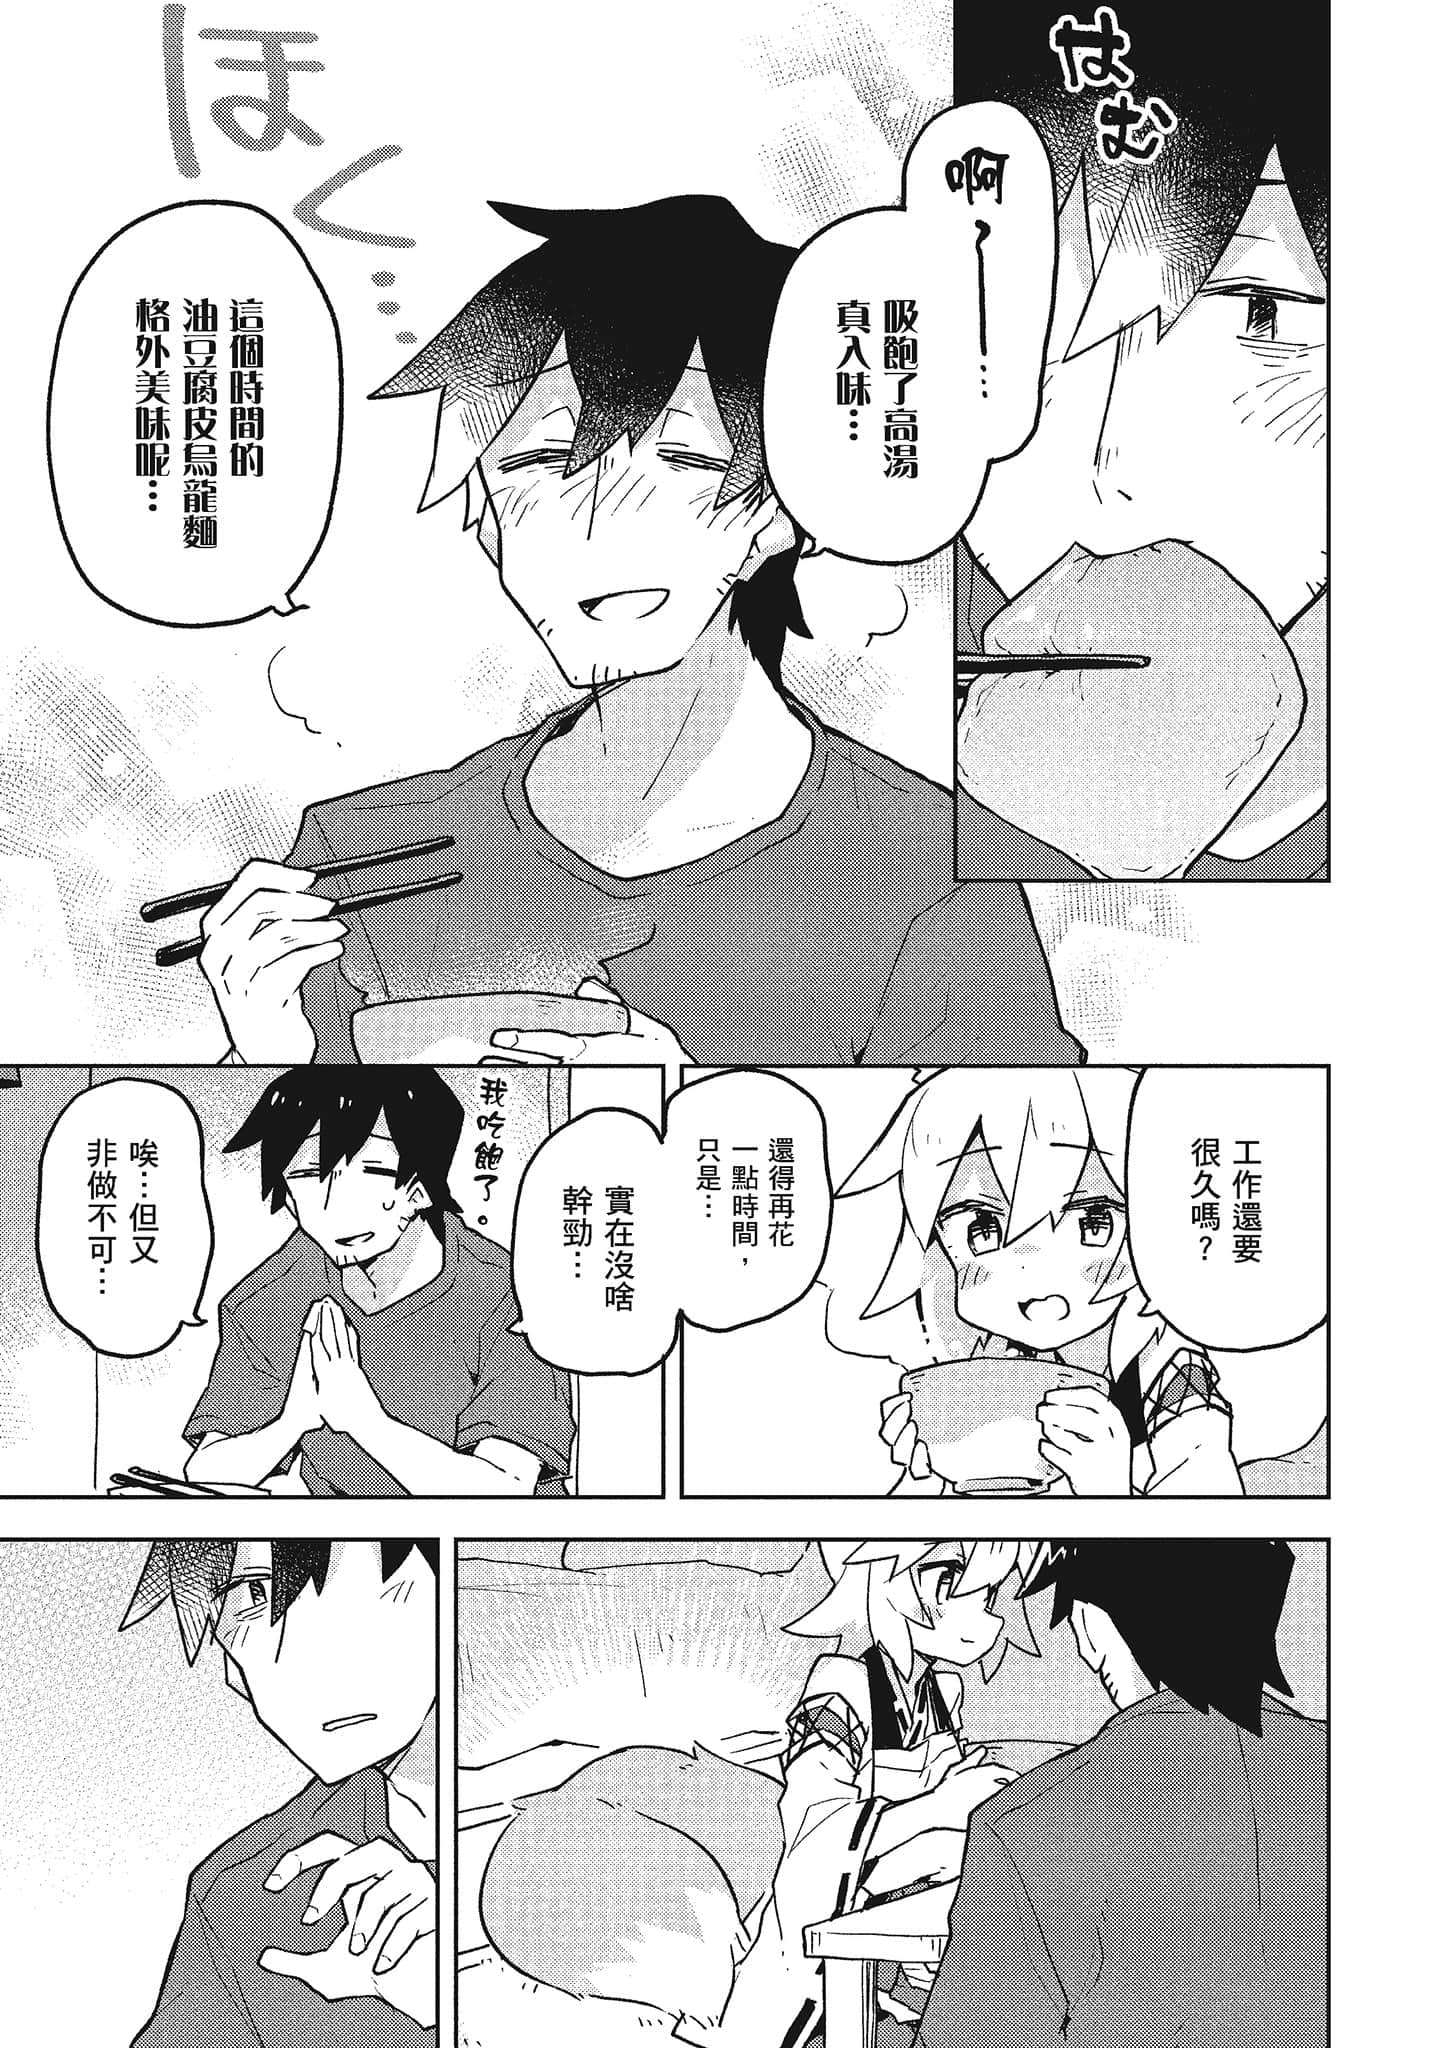 はむ
啊～——…
吸飽了高湯
真入味…
ほく…
這個時間的
油豆腐皮烏龍麵
格外美味呢…
工作還要
很久嗎？
還得再花
一點時間，
只是…
實在沒啥
幹勁…
我吃飽了。
唉…但又
非做不可…